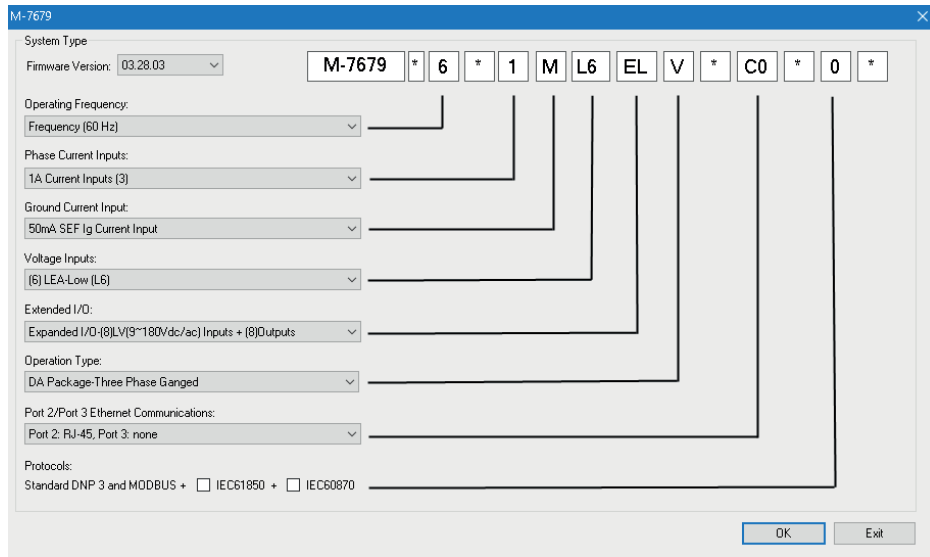 M-7679
System Type
Firmware Version: 03.28.03
M-7679 * 6 * 1 M L6 EL V * C0 * 0 *
Operating Frequency:
Frequency (60 Hz)
Phase Current Inputs:
1A Current Inputs (3)
Ground Current Input:
50mA SEF Ig Current Input
Voltage Inputs:
(6) LEA-Low (L6)
Extended I/O:
Expanded I/O-(8)LV(9~180Vdc/ac) Inputs + (8)Outputs
Operation Type:
DA Package-Three Phase Ganged
Port 2/Port 3 Ethernet Communications:
Port 2: RJ-45, Port 3: none
Protocols:
Standard DNP 3 and MODBUS + IEC61850 + IEC60870
OK Exit